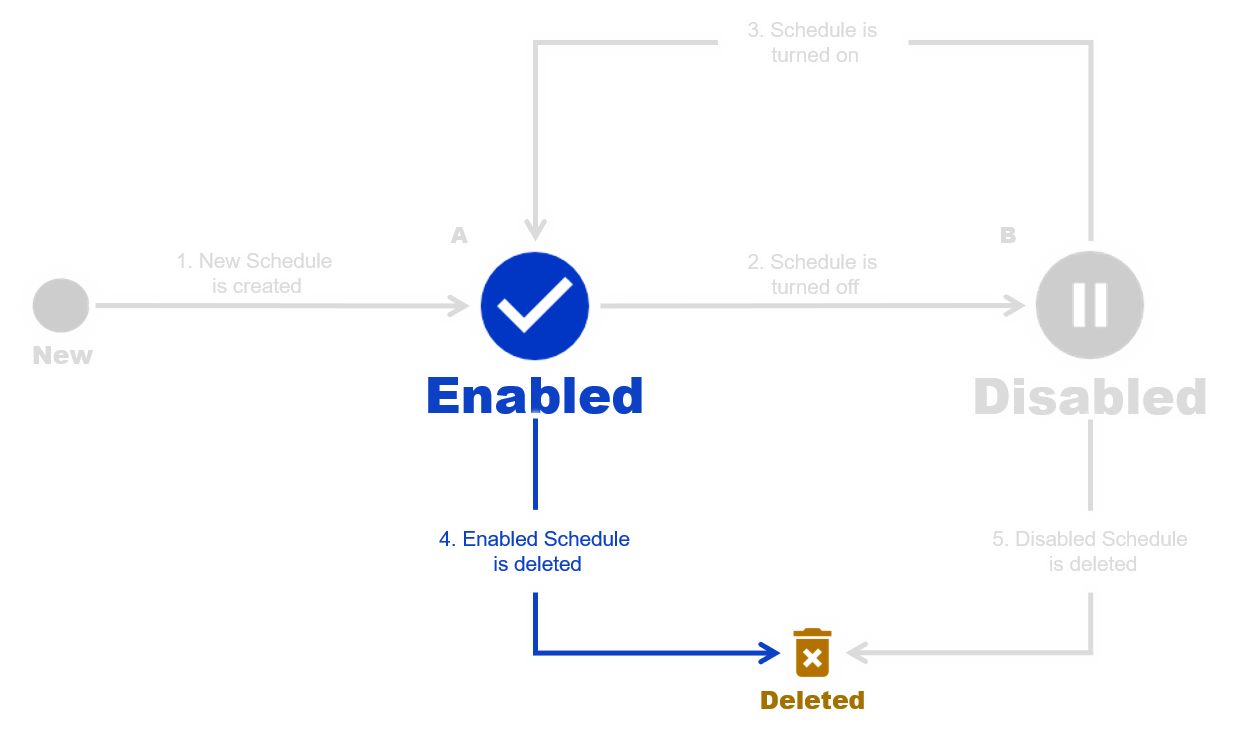 3. Schedule is
turned on
A
B
1. New Schedule
is created
2. Schedule is
turned off
New
Enabled
Disabled
4. Enabled Schedule
is deleted
5. Disabled Schedule
is deleted
Deleted